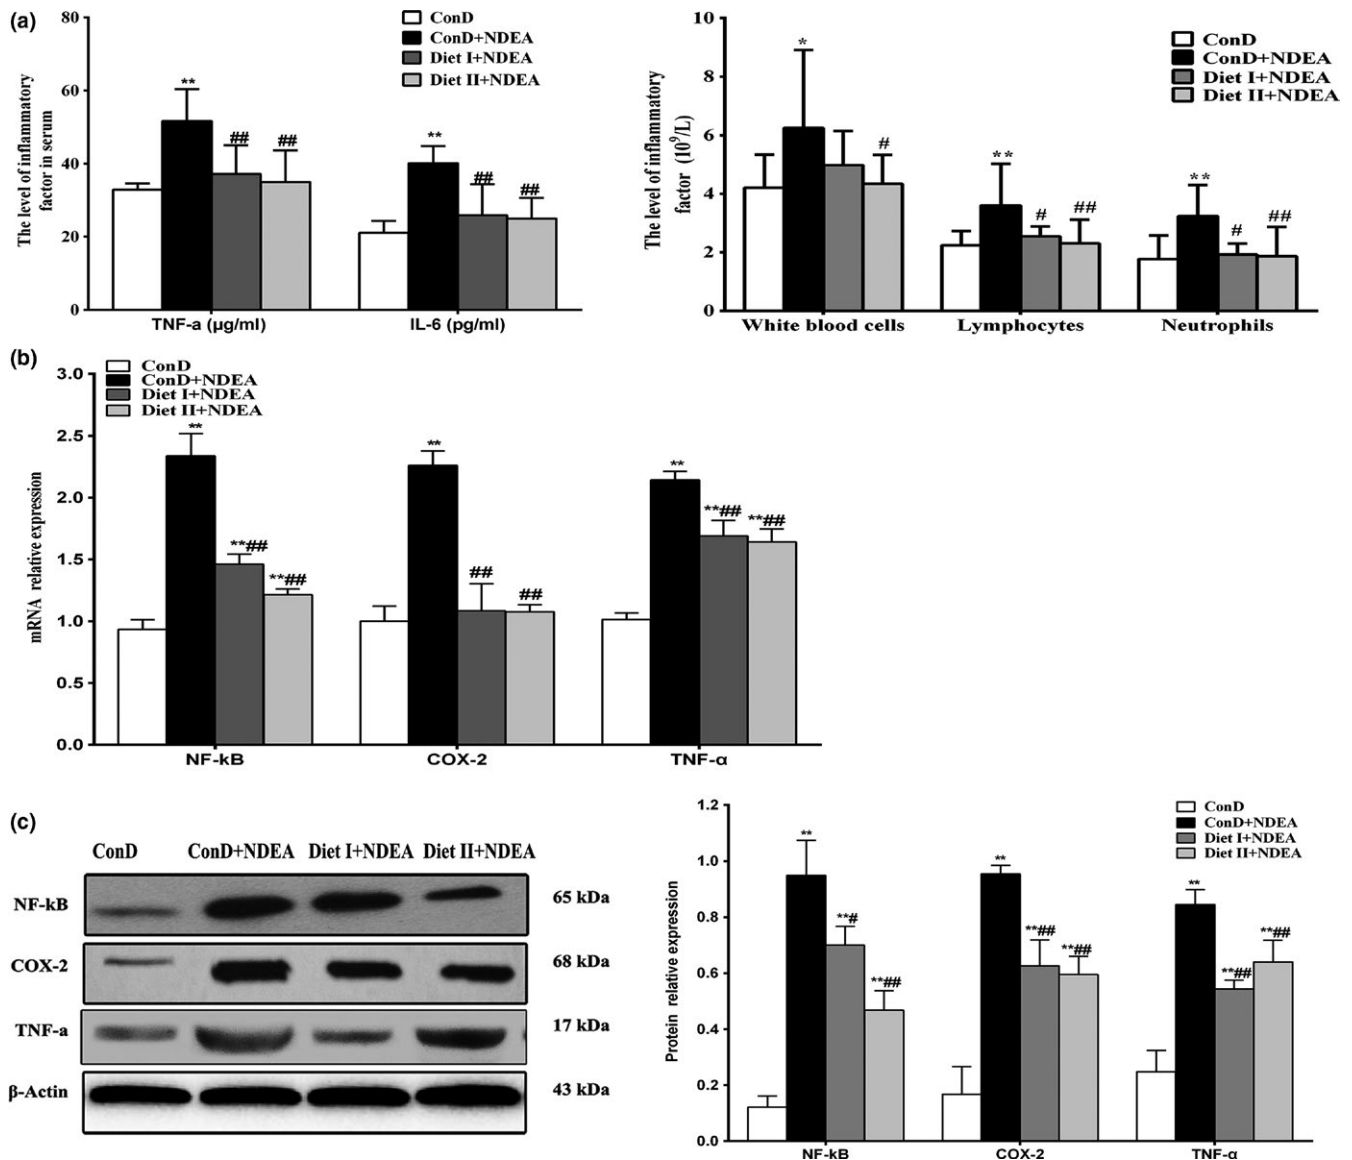 (a)
80
60
40
20
0
The level of inflammatory
factor in serum
ConD
ConD+NDEA
Diet I+NDEA
Diet II+NDEA
**
##
##
**
##
##
TNF-a (µg/ml)
IL-6 (pg/ml)
10
8
6
4
2
0
The level of inflammatory
factor (10⁹/L)
ConD
ConD+NDEA
Diet I+NDEA
Diet II+NDEA
*
#
**
#
##
**
#
##
White blood cells
Lymphocytes
Neutrophils
(b)
3.0
2.5
2.0
1.5
1.0
0.5
0.0
mRNA relative expression
ConD
ConD+NDEA
Diet I+NDEA
Diet II+NDEA
**
**##
**##
**
##
##
**
**##
**##
NF-kB
COX-2
TNF-α
(c)
ConD ConD+NDEA Diet I+NDEA Diet II+NDEA
NF-kB 65 kDa
COX-2 68 kDa
TNF-a 17 kDa
β-Actin 43 kDa
1.2
1.0
0.8
0.6
0.4
0.2
0.0
Protein relative expression
ConD
ConD+NDEA
Diet I+NDEA
Diet II+NDEA
**
**#
**##
**
**##
**##
**
**##
**##
NF-kB
COX-2
TNF-α